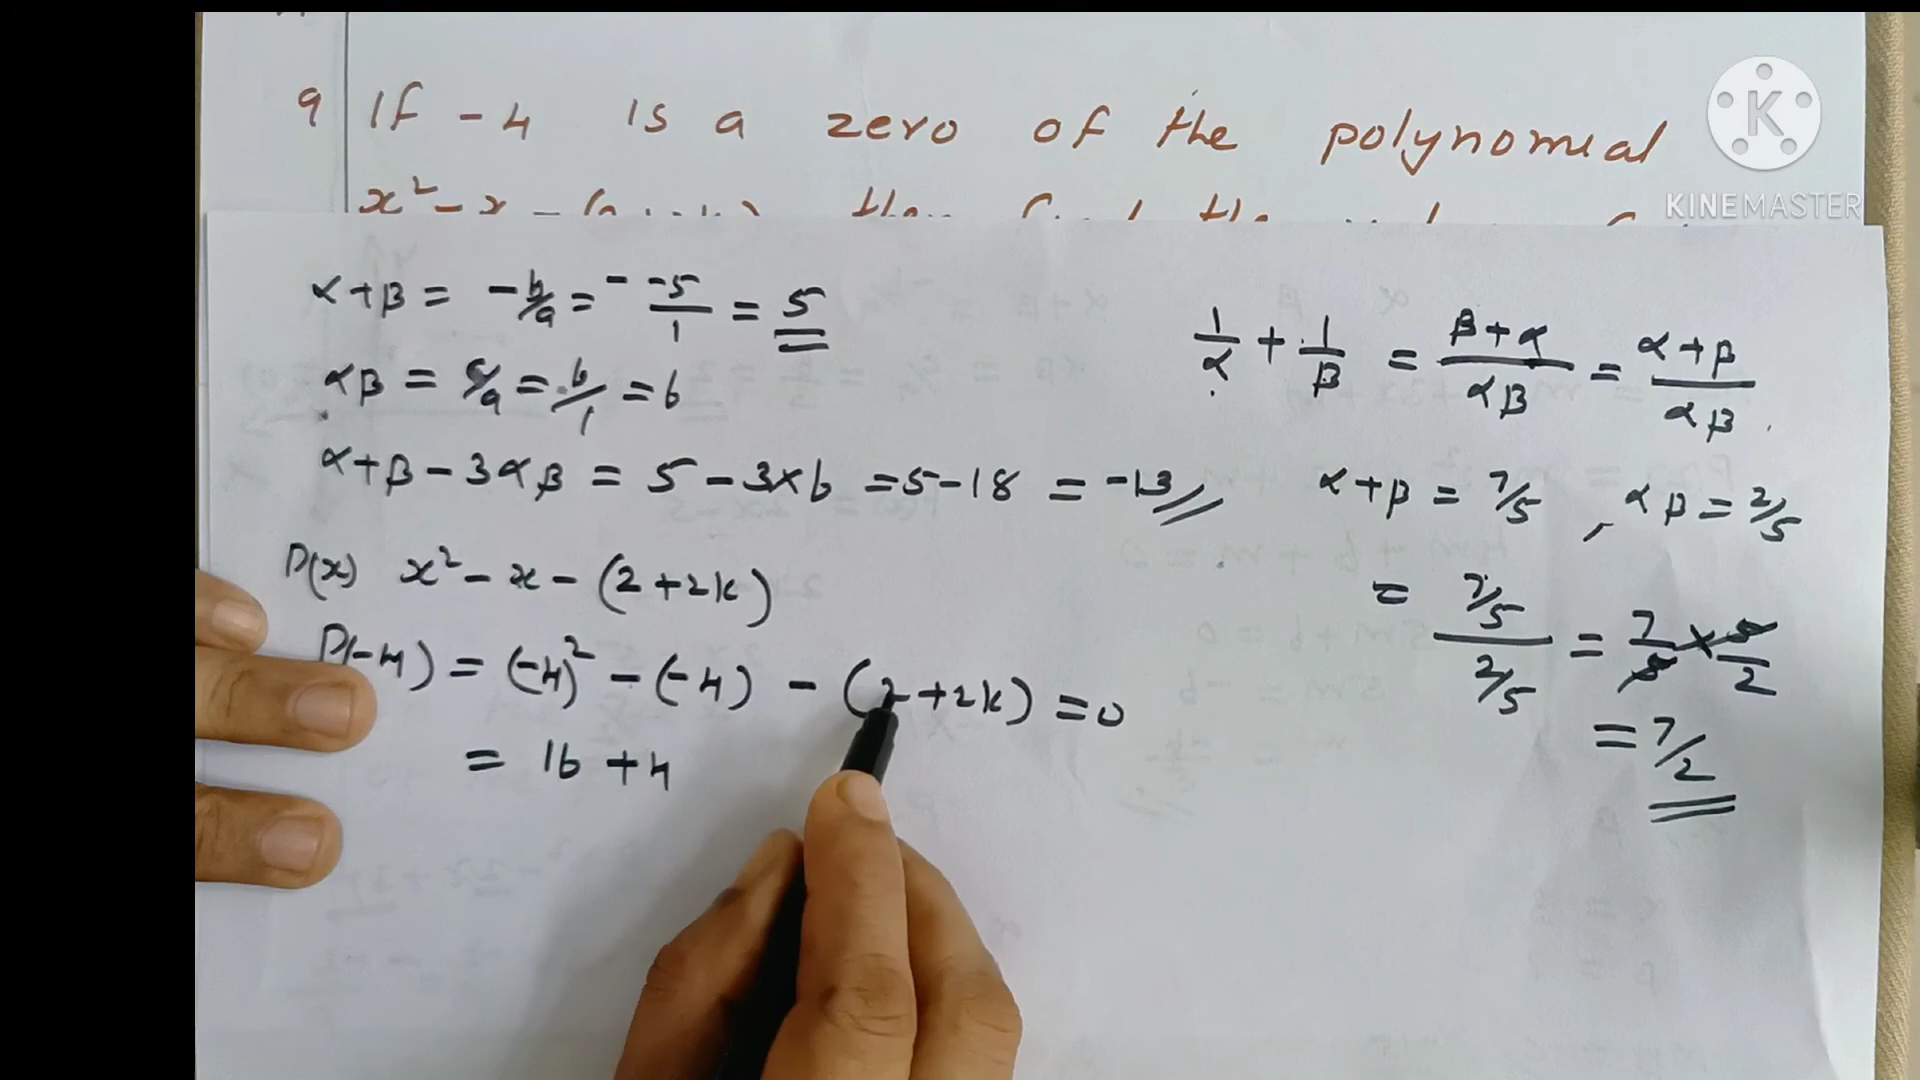 9 If -4 is a zero of the polynomial
x² - x - (
KINEMASTER
α+β = -b/a = - -5/1 = 5
αβ = c/a = 6/1 = 6
α+β - 3αβ = 5 - 3×6 = 5-18 = -13
P(x) x² - x - (2+2k)
P(-4) = (-4)² - (-4) - (2+2k) = 0
= 16 +4
1/α + 1/β = β+α/αβ = α+β/αβ
α+β = 7/5 , αβ = 2/5
= 7/5 / 2/5 = 7/5 × 5/2
= 7/2